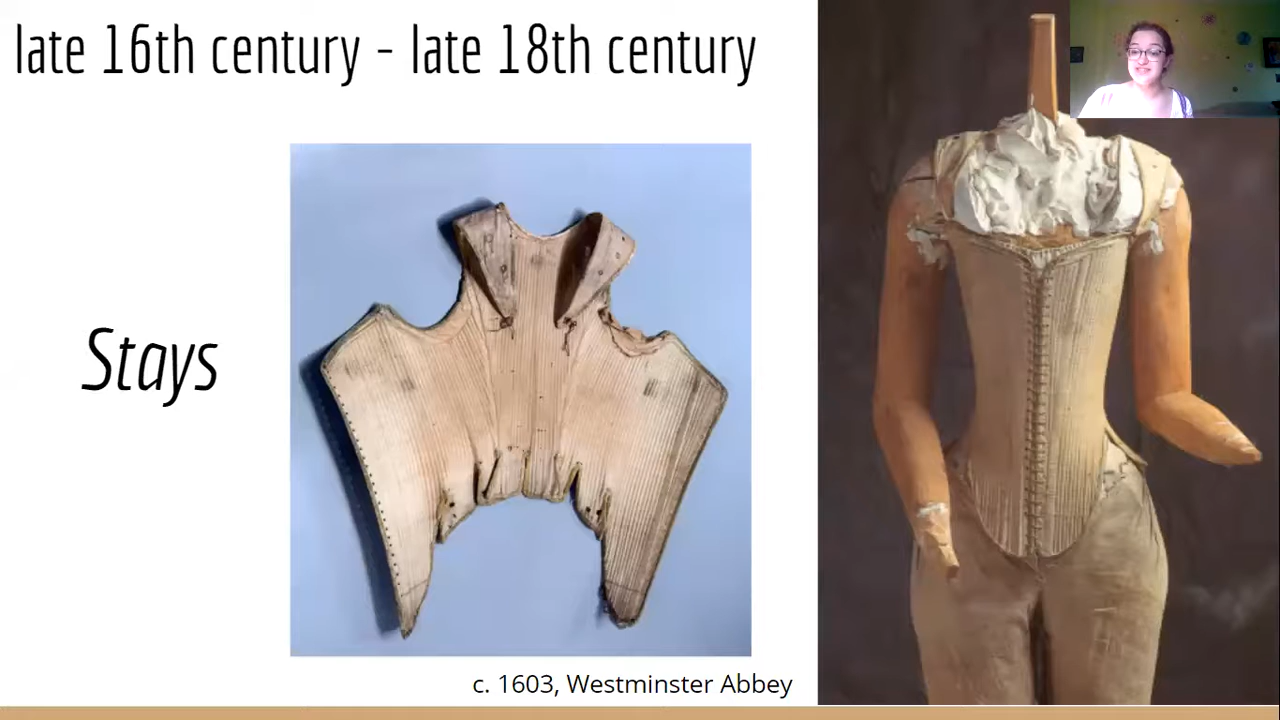 late 16th century - late 18th century
Stays
c. 1603, Westminster Abbey